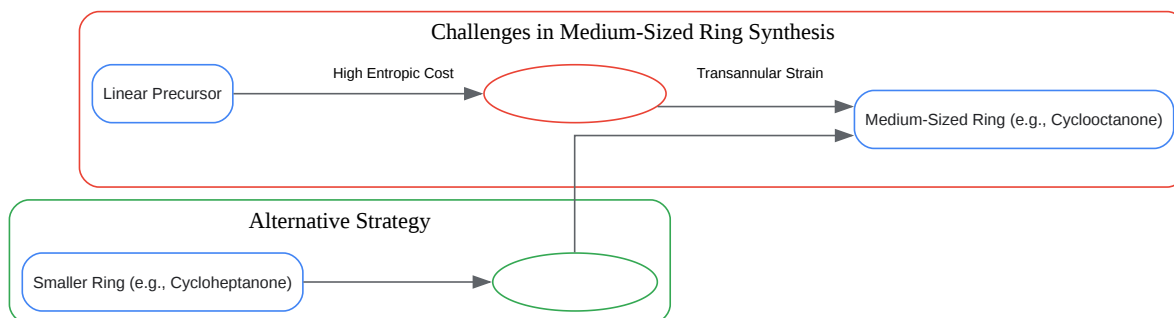 Challenges in Medium-Sized Ring Synthesis
High Entropic Cost
Transannular Strain
Linear Precursor
Medium-Sized Ring (e.g., Cyclooctanone)
Alternative Strategy
Smaller Ring (e.g., Cycloheptanone)